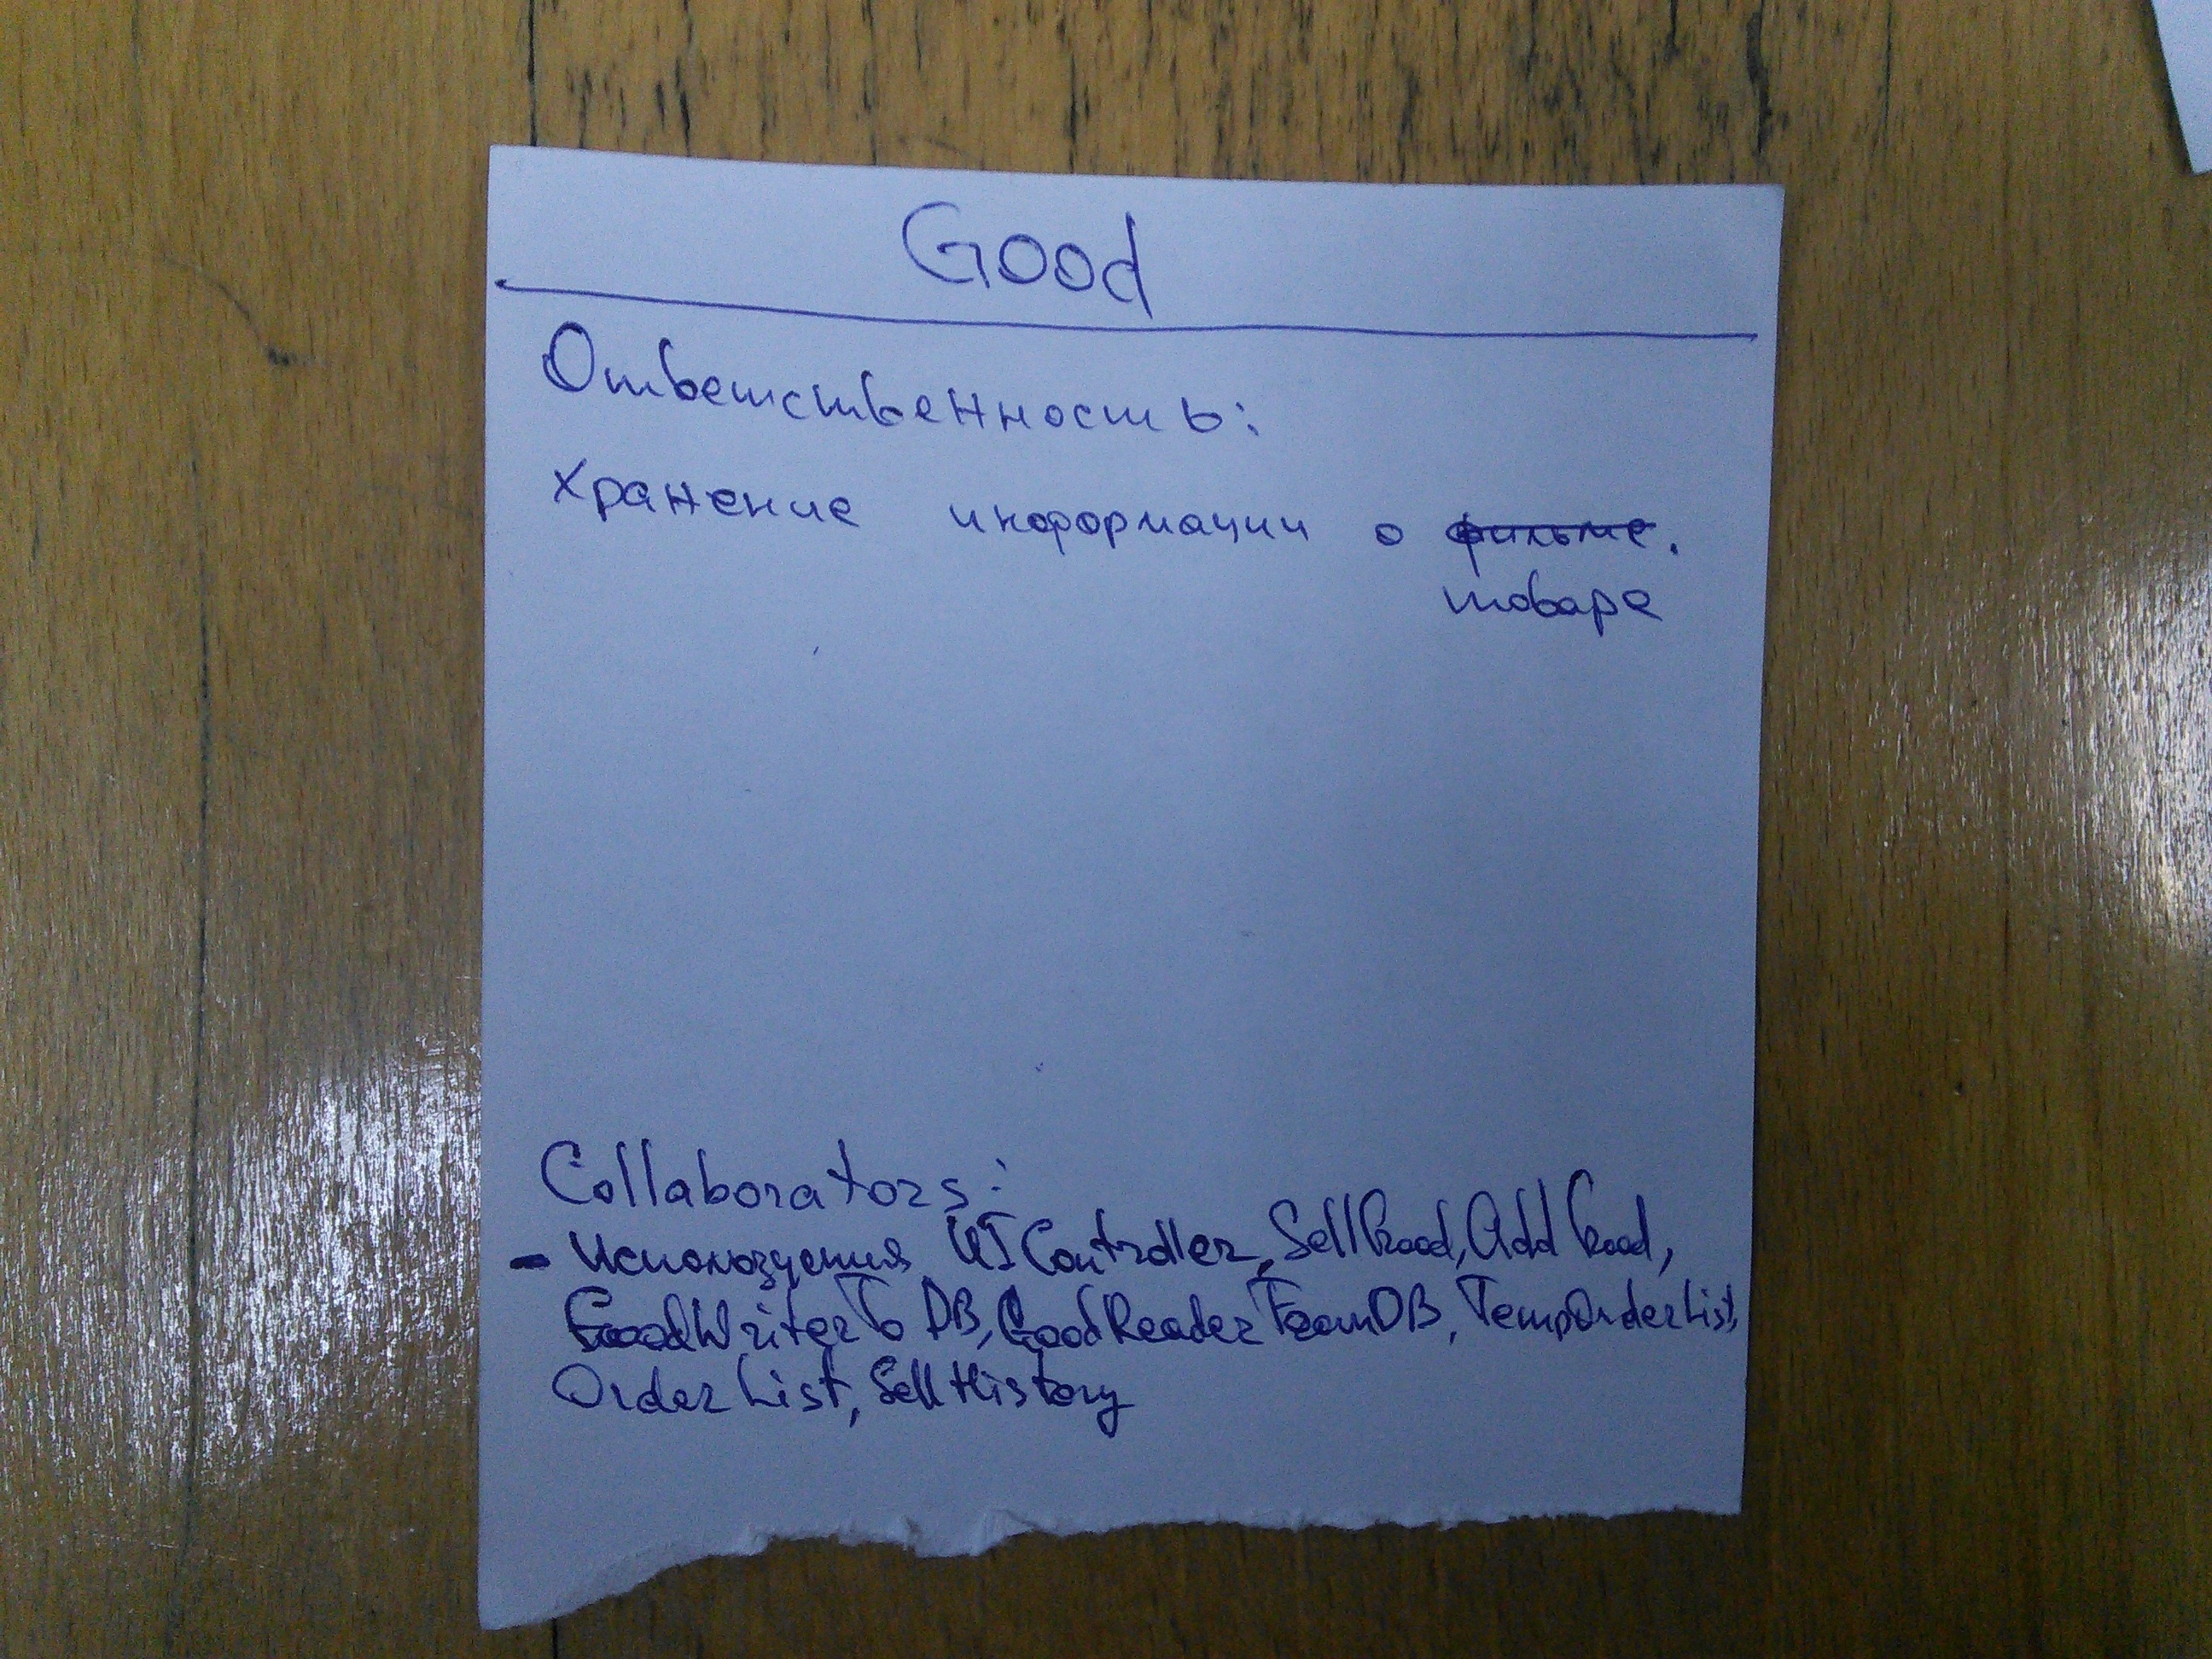 Good
Ответственность:
Хранение информации о фильме.
товаре
Collaborators:
- Используется UIController, SellGood, AddGood,
GoodWriterToDB, GoodReaderFromDB, TempOrderList,
OrderList, SellHistory